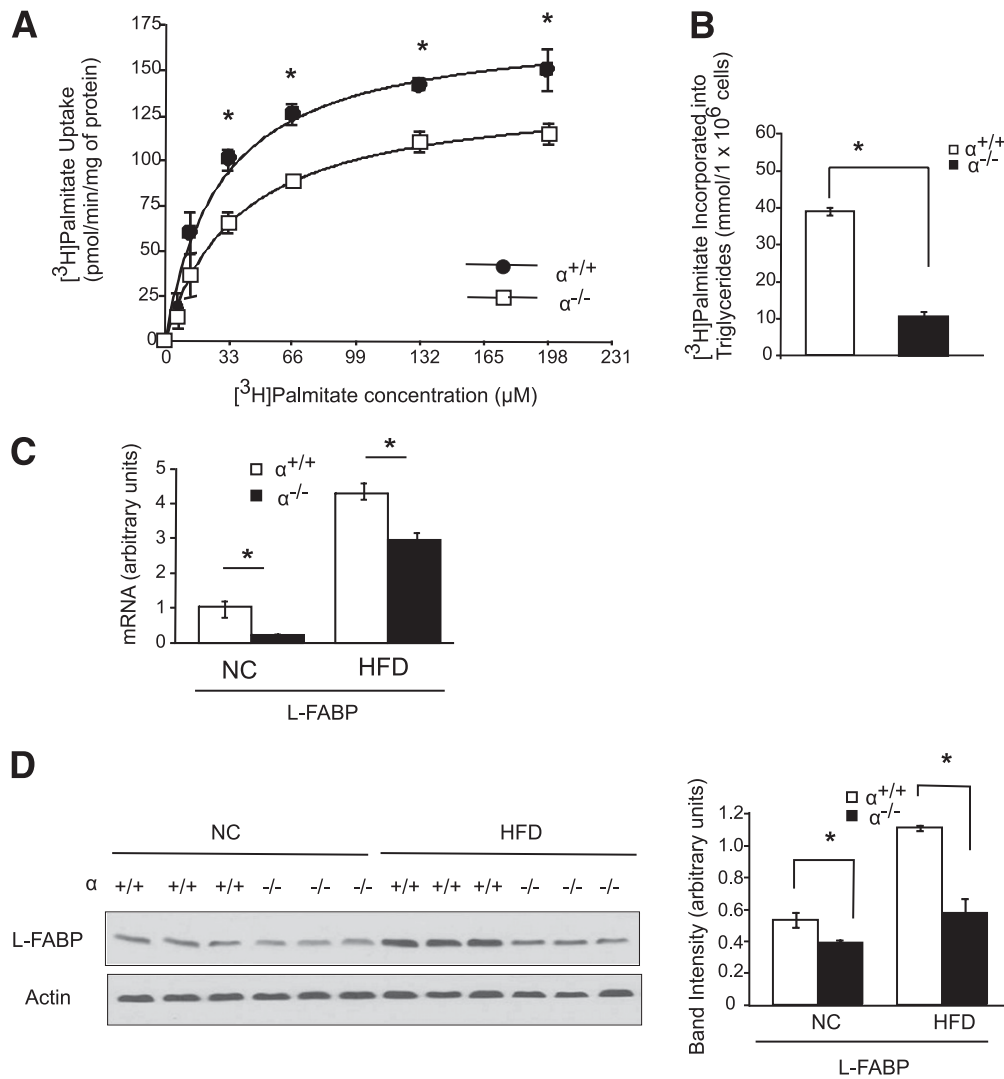 A
[³H]Palmitate Uptake
(pmol/min/mg of protein)
175
150
125
100
75
50
25
0
* * * *
α+/+
α-/-
0 33 66 99 132 165 198 231
[³H]Palmitate concentration (µM)
B
[³H]Palmitate Incorporated into
Triglycerides (mmol/1 x 10⁶ cells)
60
50
40
30
20
10
0
*
α+/+
α-/-
C
mRNA (arbitrary units)
5
4
3
2
1
0
α+/+
α-/-
* *
NC HFD
L-FABP
D
NC HFD
α +/+ +/+ +/+ -/- -/- -/- +/+ +/+ +/+ -/- -/- -/-
L-FABP
Actin
Band Intensity (arbitrary units)
1.2
1.0
0.8
0.6
0.4
0.2
0
α+/+
α-/-
* *
NC HFD
L-FABP